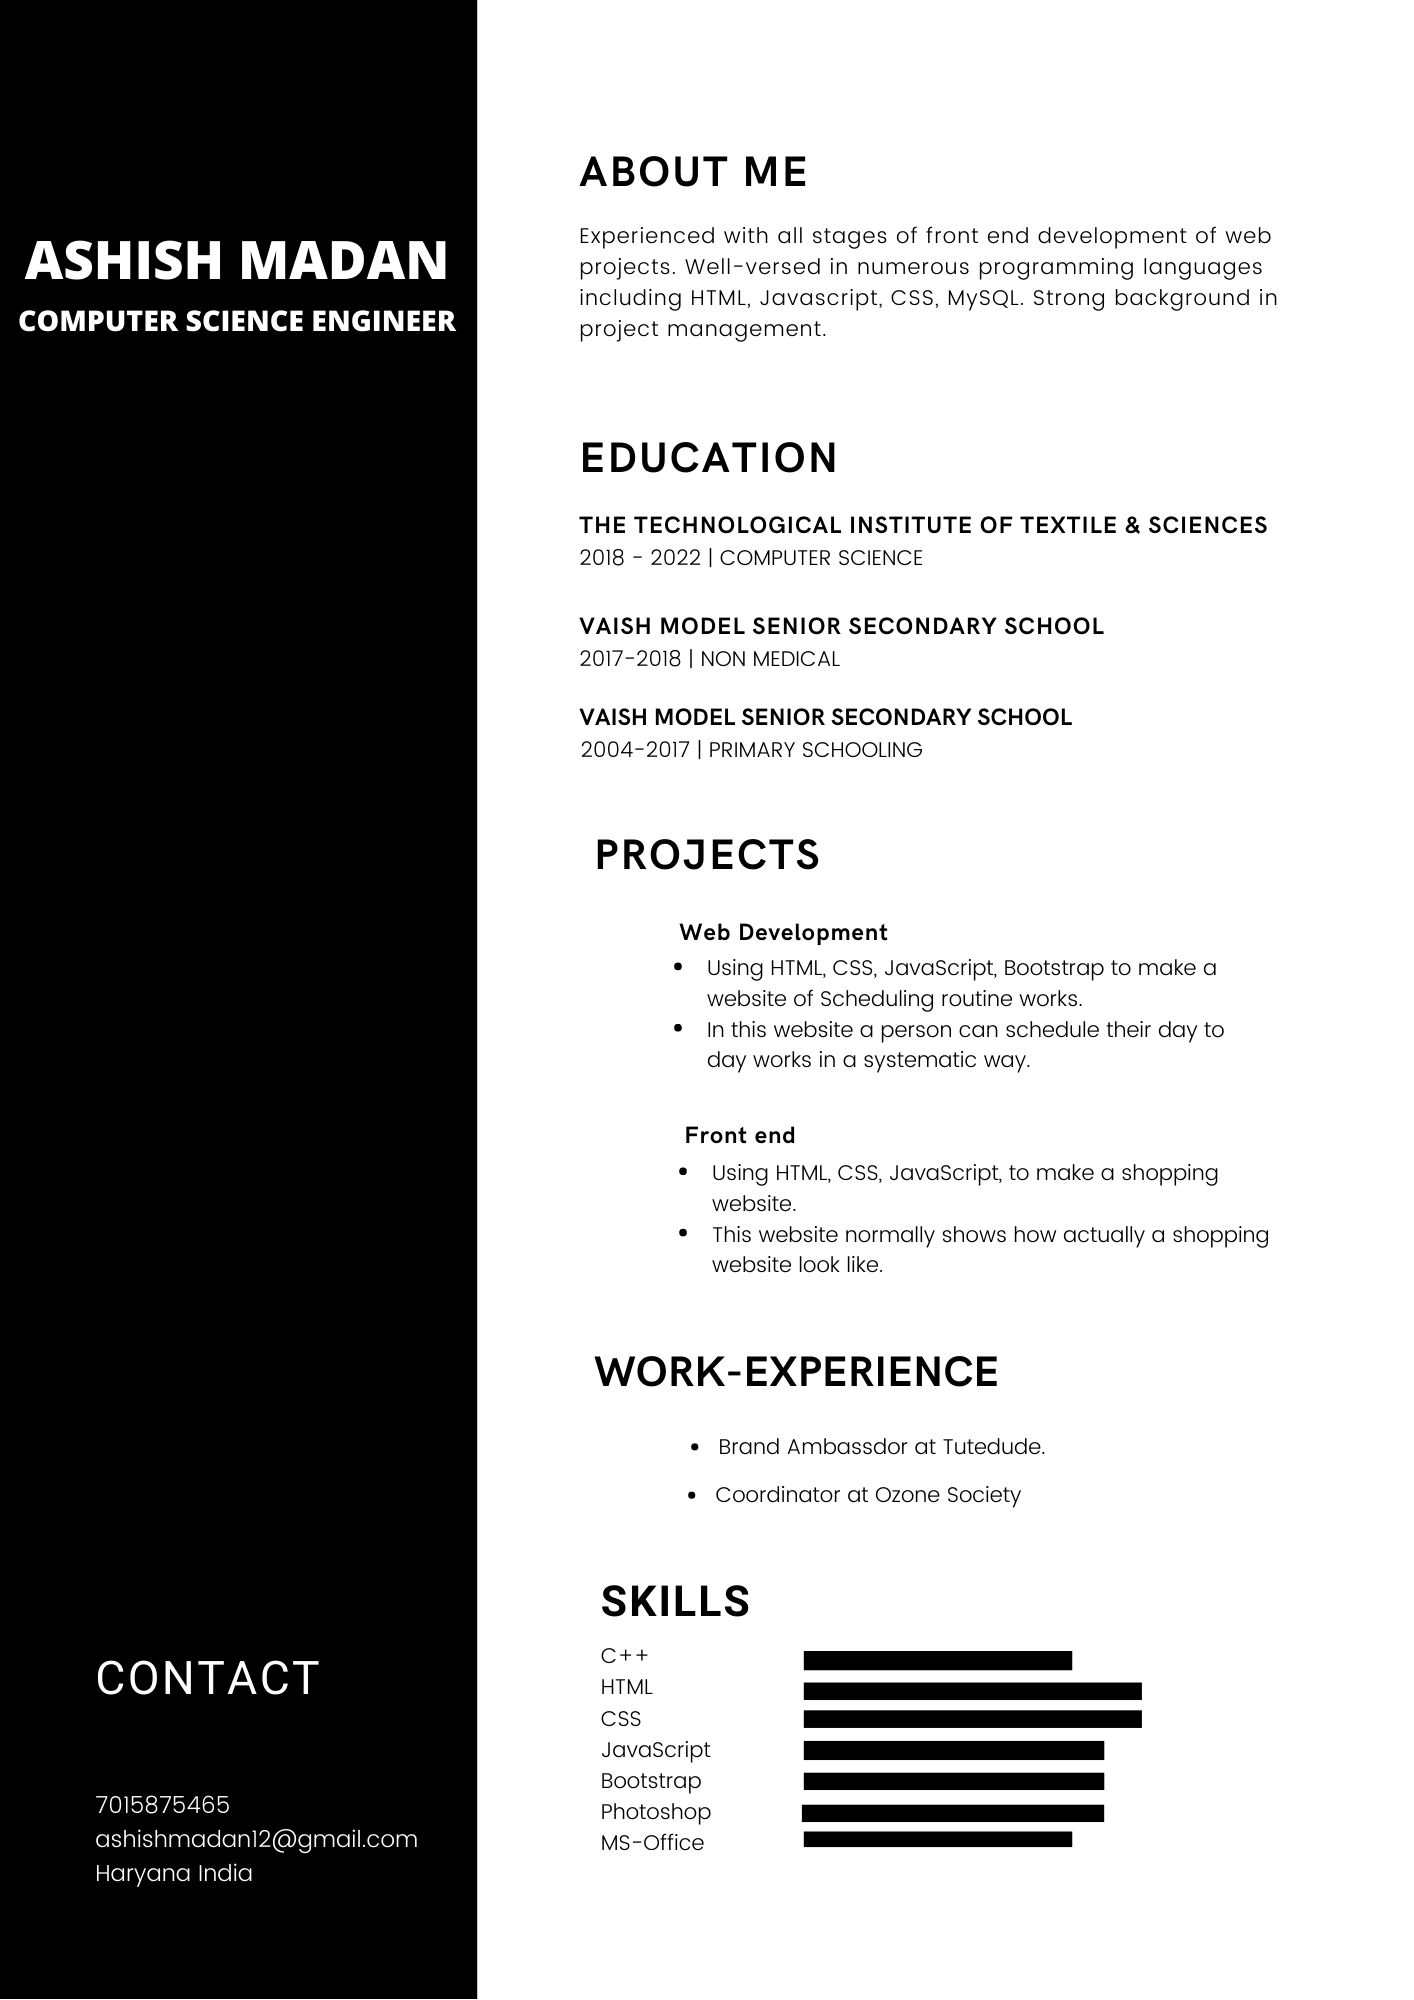 ASHISH MADAN
COMPUTER SCIENCE ENGINEER
CONTACT
7015875465
ashishmadan12@gmail.com
Haryana India
ABOUT ME
Experienced with all stages of front end development of web
projects. Well-versed in numerous programming languages
including HTML, Javascript, CSS, MySQL. Strong background in
project management.
EDUCATION
THE TECHNOLOGICAL INSTITUTE OF TEXTILE & SCIENCES
2018 - 2022 | COMPUTER SCIENCE
VAISH MODEL SENIOR SECONDARY SCHOOL
2017-2018 | NON MEDICAL
VAISH MODEL SENIOR SECONDARY SCHOOL
2004-2017 | PRIMARY SCHOOLING
PROJECTS
Web Development
• Using HTML, CSS, JavaScript, Bootstrap to make a
website of Scheduling routine works.
• In this website a person can schedule their day to
day works in a systematic way.
Front end
• Using HTML, CSS, JavaScript, to make a shopping
website.
• This website normally shows how actually a shopping
website look like.
WORK-EXPERIENCE
• Brand Ambassdor at Tutedude.
• Coordinator at Ozone Society
SKILLS
C++
HTML
CSS
JavaScript
Bootstrap
Photoshop
MS-Office